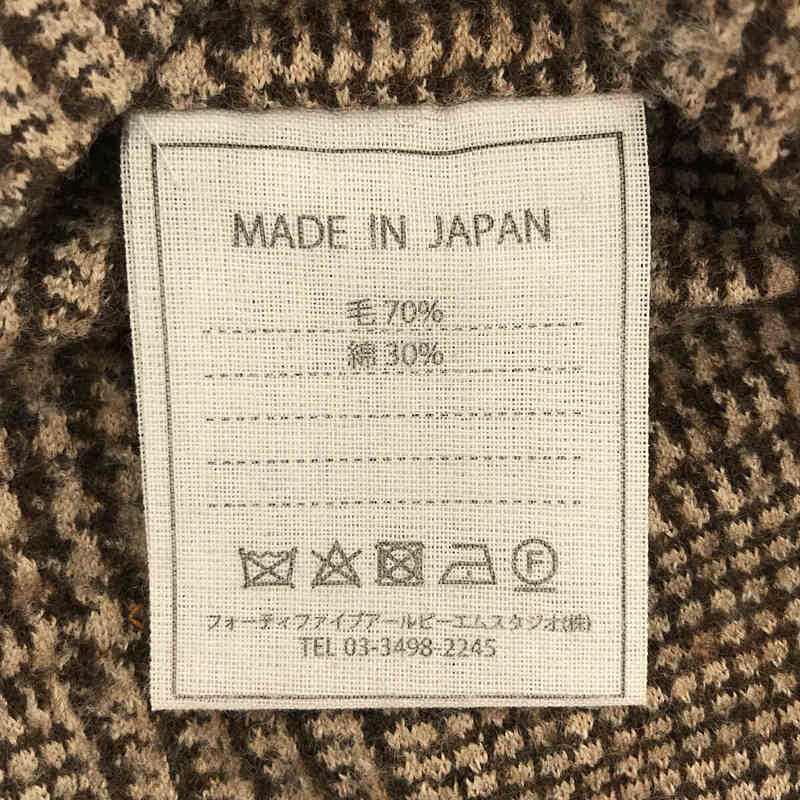 MADE IN JAPAN
毛 70%
綿 30%
F
フォーティファイブアールピーエムスタジオ(株)
TEL 03-3498-2245